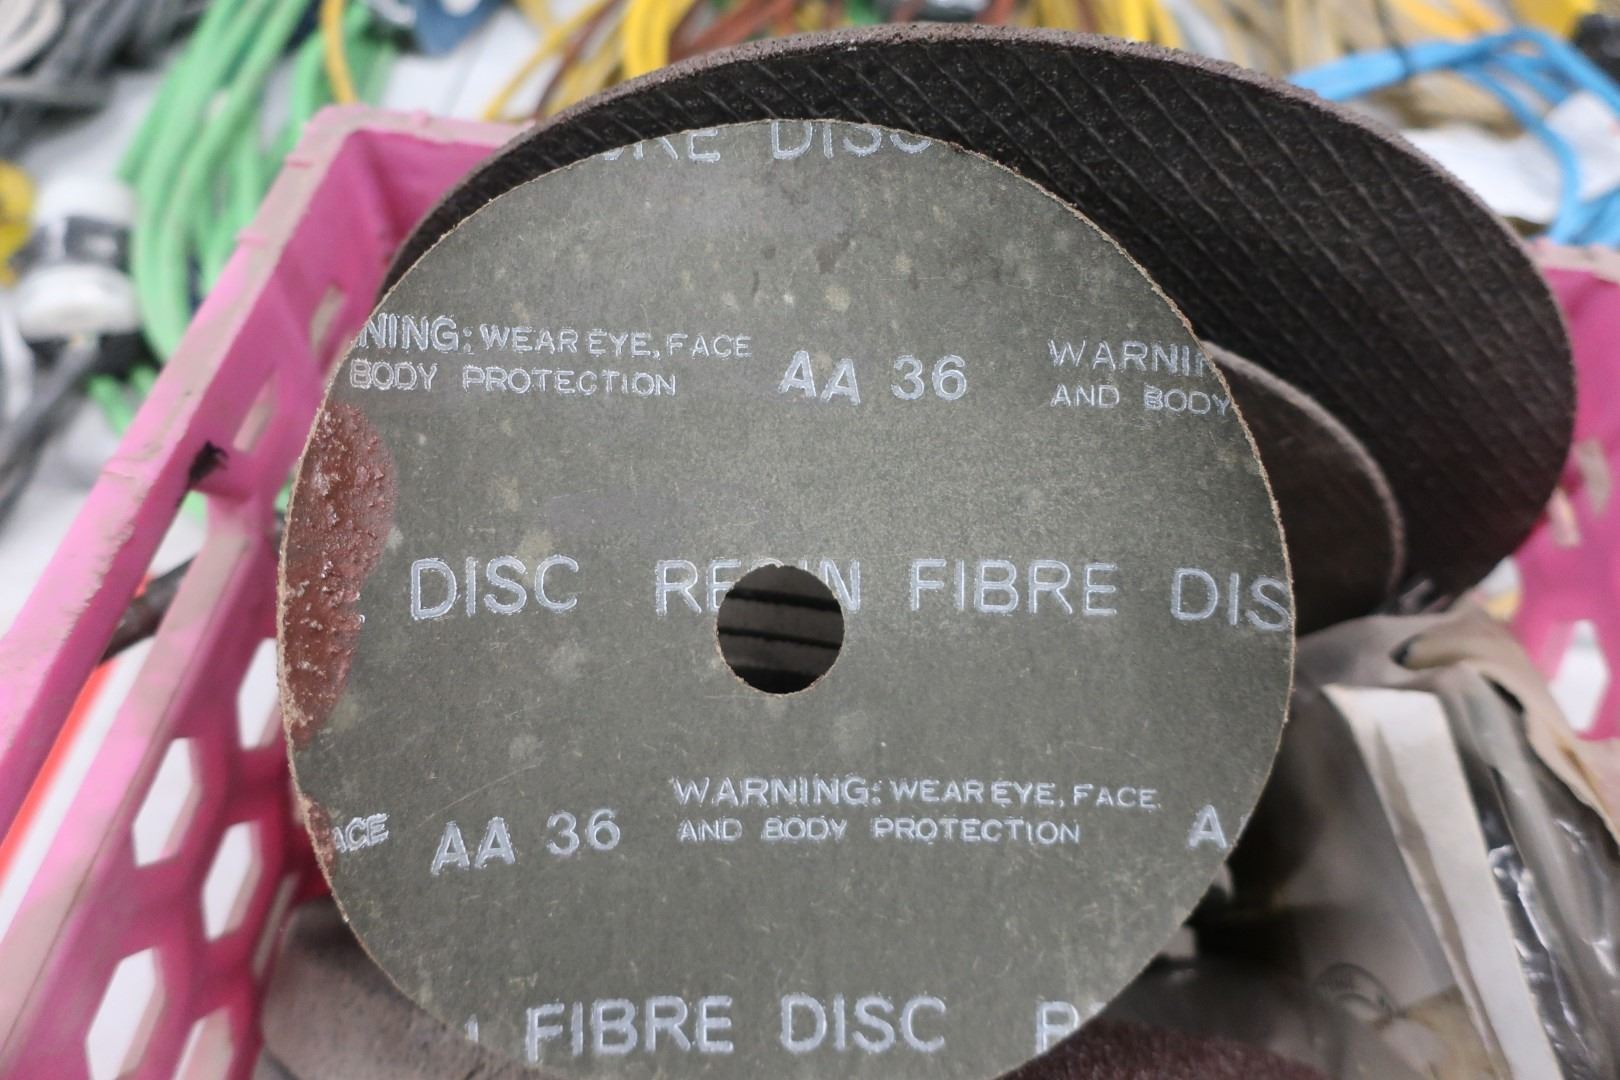 DISC
NING: WEAR EYE, FACE
BODY PROTECTION
AA 36
AND BODY
DISC FIBRE DIS
WARNING: WEAR EYE, FACE
AND BODY PROTECTION
ACE AA 36 A
FIBRE DISC